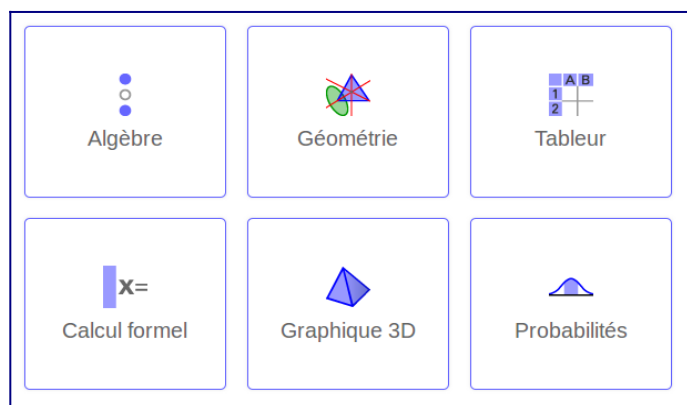 Algèbre
Géométrie
A B
1
2
Tableur
x=
Calcul formel
Graphique 3D
Probabilités